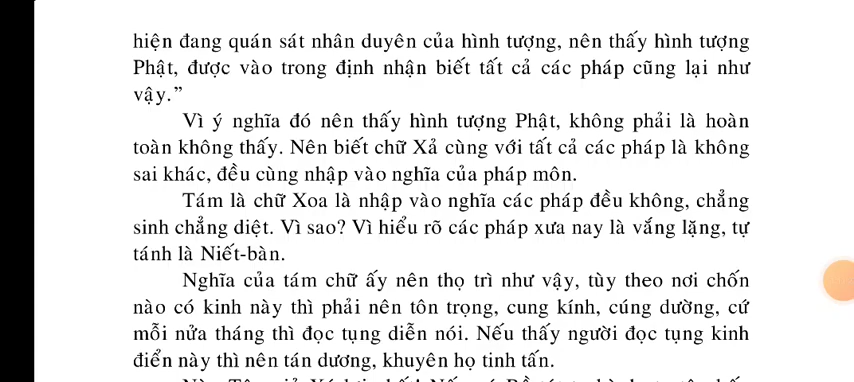 hiện đang quán sát nhân duyên của hình tượng, nên thấy hình tượng
Phật, được vào trong định nhận biết tất cả các pháp cũng lại như
vậy.”
Vì ý nghĩa đó nên thấy hình tượng Phật, không phải là hoàn
toàn không thấy. Nên biết chữ Xả cùng với tất cả các pháp là không
sai khác, đều cùng nhập vào nghĩa của pháp môn.
Tám là chữ Xoa là nhập vào nghĩa các pháp đều không, chẳng
sinh chẳng diệt. Vì sao? Vì hiểu rõ các pháp xưa nay là vắng lặng, tự
tánh là Niết-bàn.
Nghĩa của tám chữ ấy nên thọ trì như vậy, tùy theo nơi chốn
nào có kinh này thì phải nên tôn trọng, cung kính, cúng dường, cứ
mỗi nửa tháng thì đọc tụng diễn nói. Nếu thấy người đọc tụng kinh
điển này thì nên tán dương, khuyên họ tinh tấn.